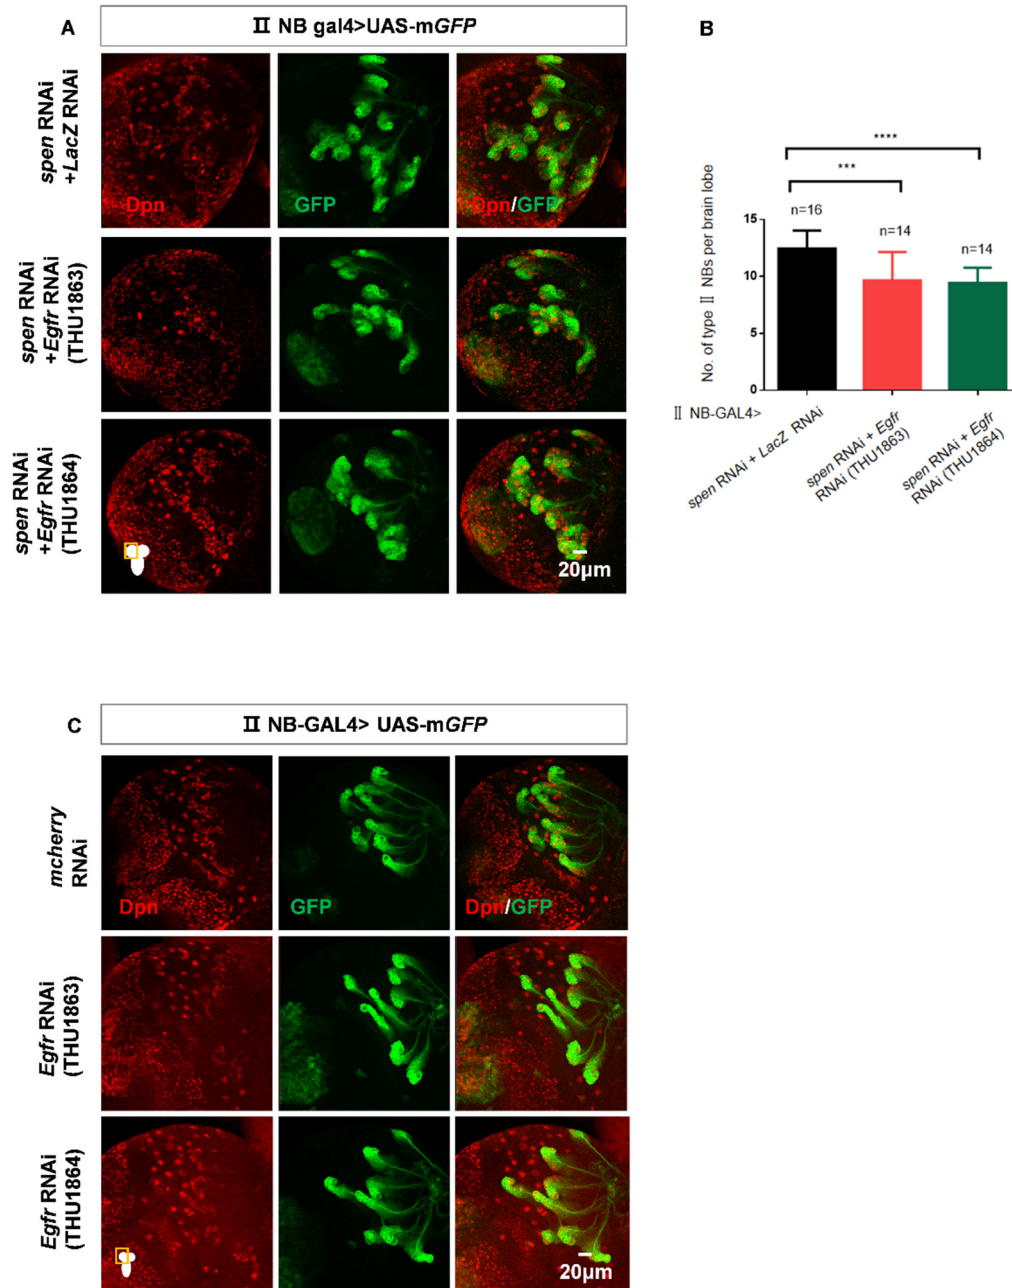 A
Ⅱ NB gal4>UAS-mGFP
spen RNAi
+LacZ RNAi
Dpn
GFP
Dpn/GFP
spen RNAi
+Egfr RNAi
(THU1863)
spen RNAi
+Egfr RNAi
(THU1864)
20μm
B
****
***
No. of type Ⅱ NBs per brain lobe
15
10
5
0
n=16
n=14
n=14
Ⅱ NB-GAL4>
spen RNAi + LacZ RNAi
spen RNAi + Egfr
RNAi (THU1863)
spen RNAi + Egfr
RNAi (THU1864)
C
Ⅱ NB-GAL4> UAS-mGFP
mcherry
RNAi
Dpn
GFP
Dpn/GFP
Egfr RNAi
(THU1863)
Egfr RNAi
(THU1864)
20μm